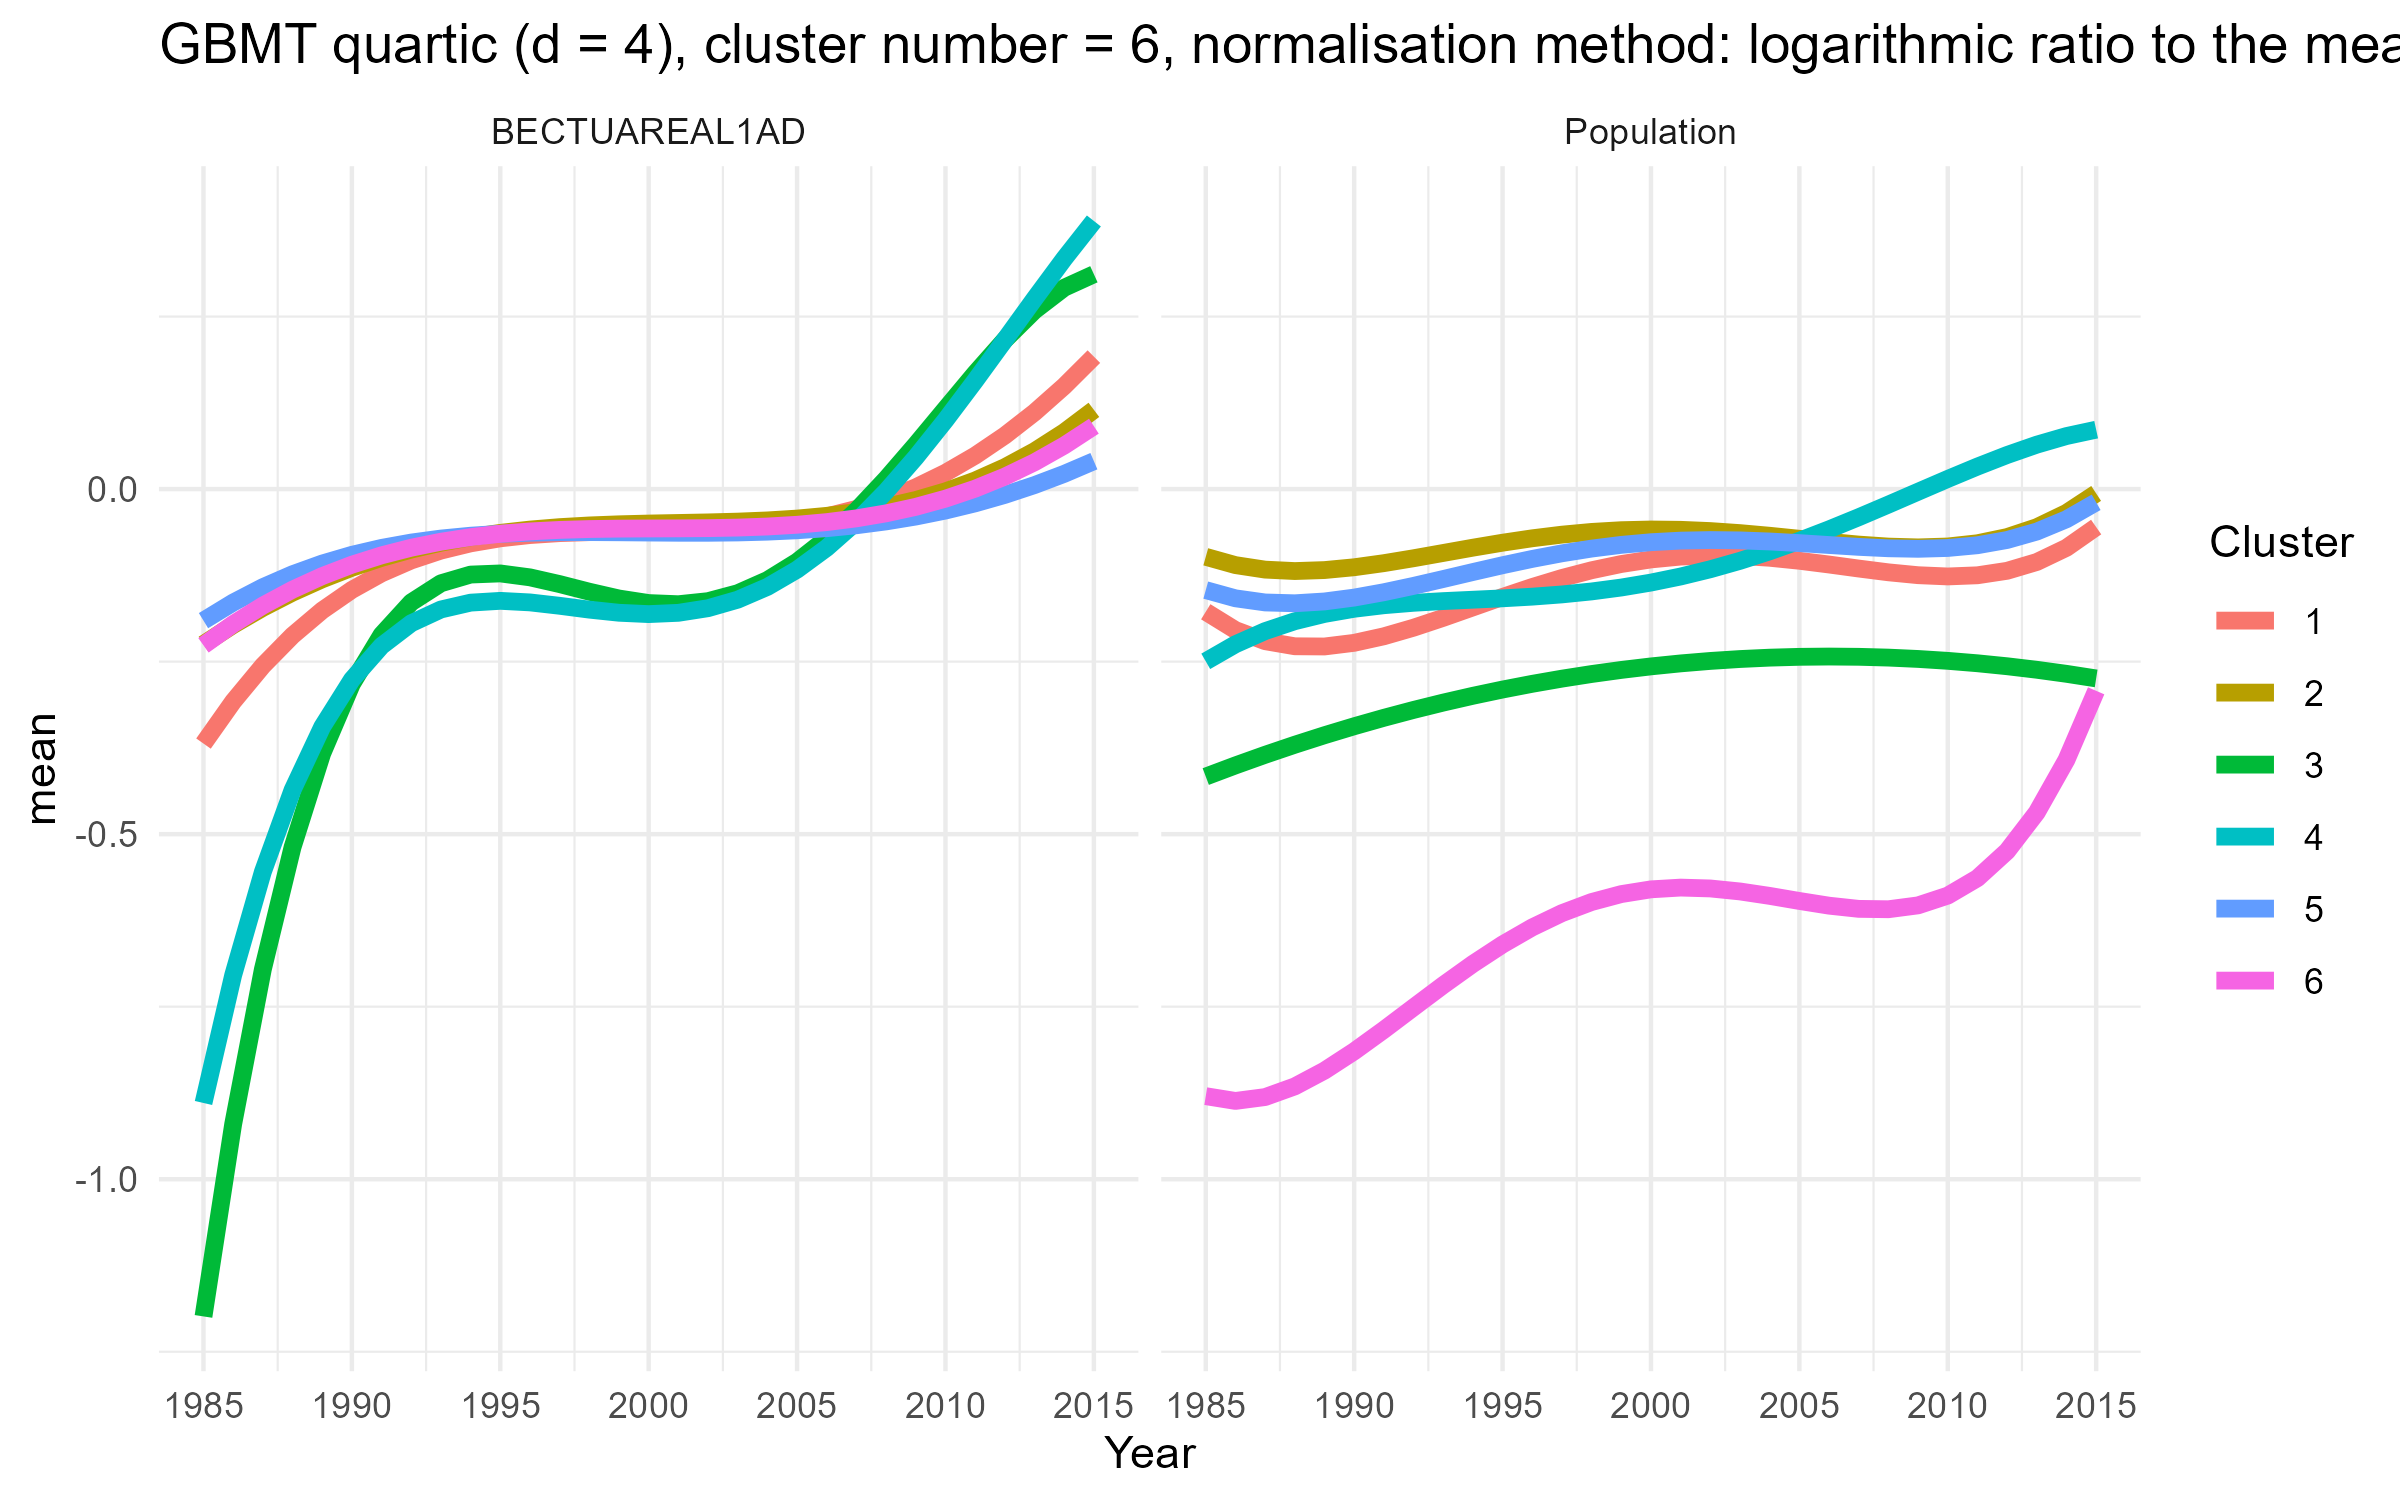 GBMT quartic (d = 4), cluster number = 6, normalisation method: logarithmic ratio to the mea
BECTUAREAL1AD Population
0.0
-0.5
-1.0
mean
1985 1990 1995 2000 2005 2010 2015 1985 1990 1995 2000 2005 2010 2015
Year
Cluster
1
2
3
4
5
6